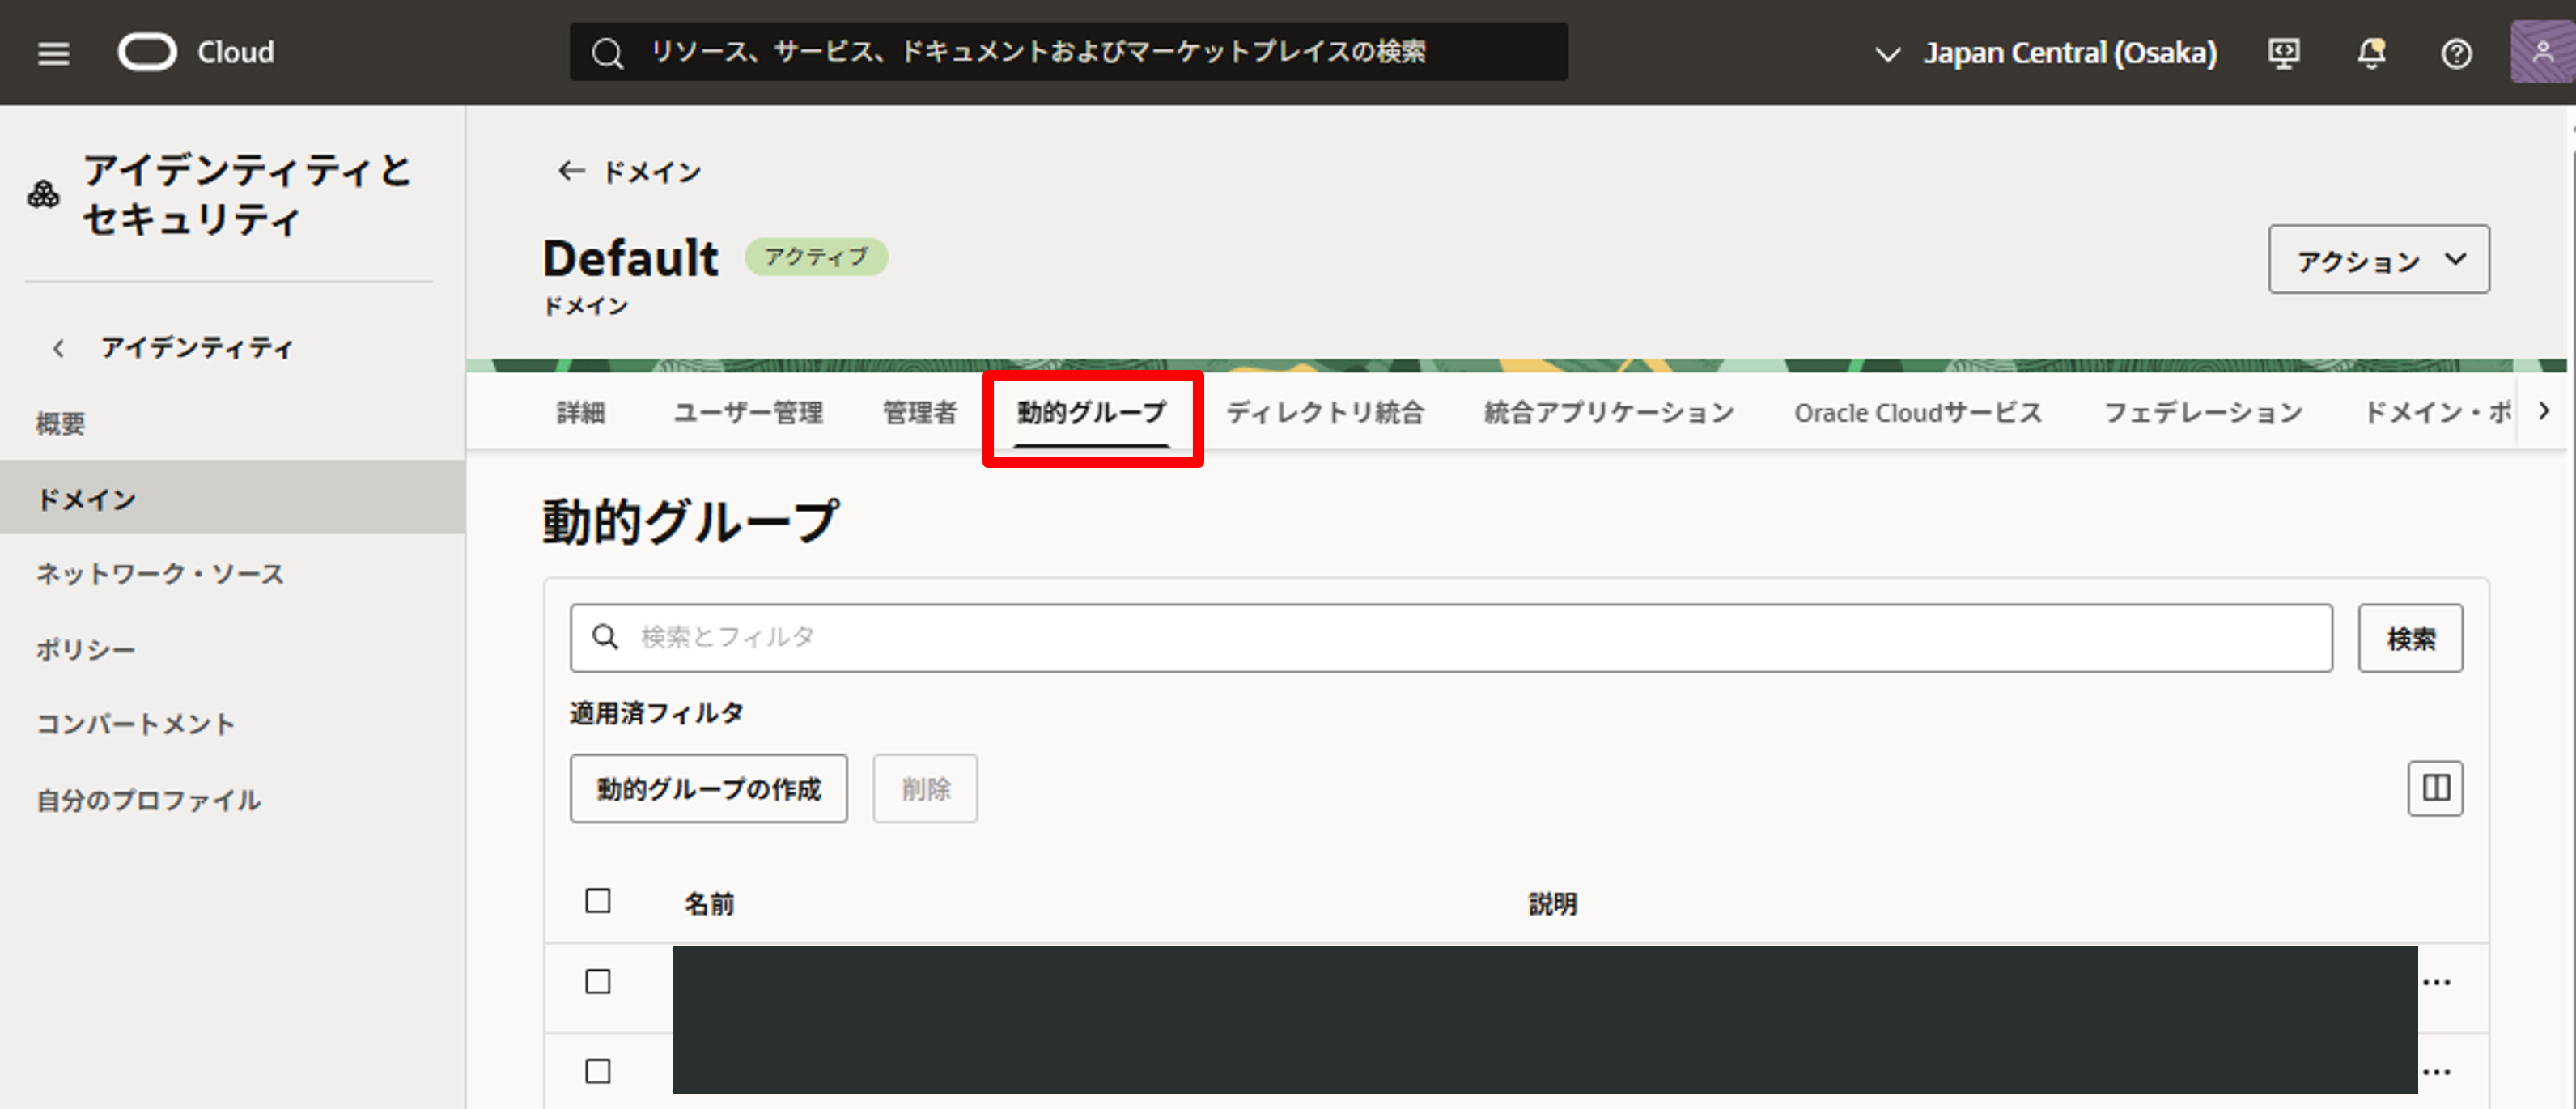 Cloud
リソース、サービス、ドキュメントおよびマーケットプレイスの検索
Japan Central (Osaka)
アイデンティティと
セキュリティ
アイデンティティ
概要
ドメイン
ネットワーク・ソース
ポリシー
コンパートメント
自分のプロファイル
ドメイン
Default アクティブ
ドメイン
アクション
詳細 ユーザー管理 管理者 動的グループ ディレクトリ統合 統合アプリケーション Oracle Cloudサービス フェデレーション ドメイン・ポ
動的グループ
検索とフィルタ 検索
適用済フィルタ
動的グループの作成 削除
名前 説明